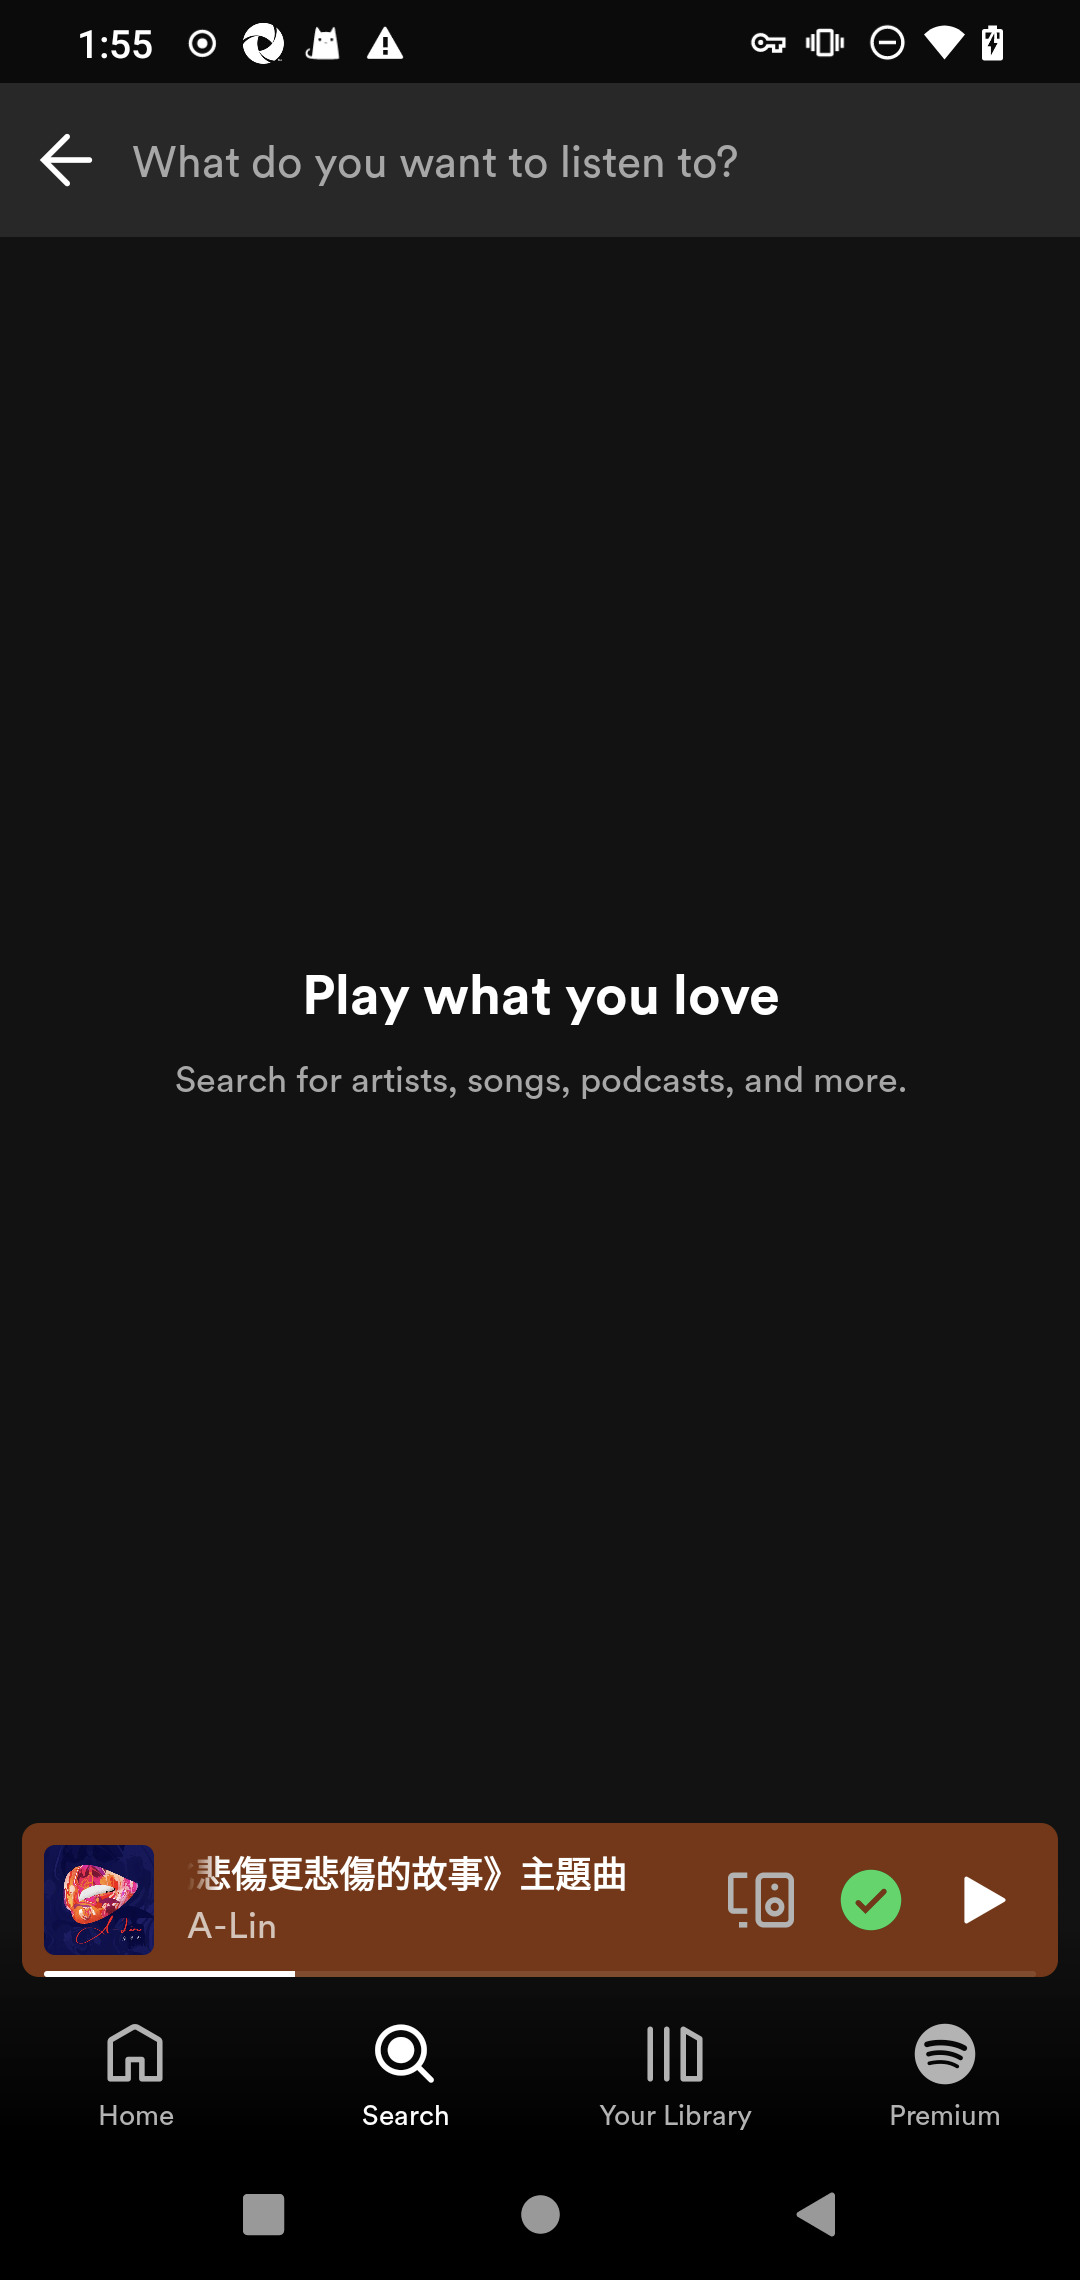 1:55
What do you want to listen to?
Play what you love
Search for artists, songs, podcasts, and more.
悲傷更悲傷的故事》主題曲
A-Lin
Home
Search
Your Library
Premium